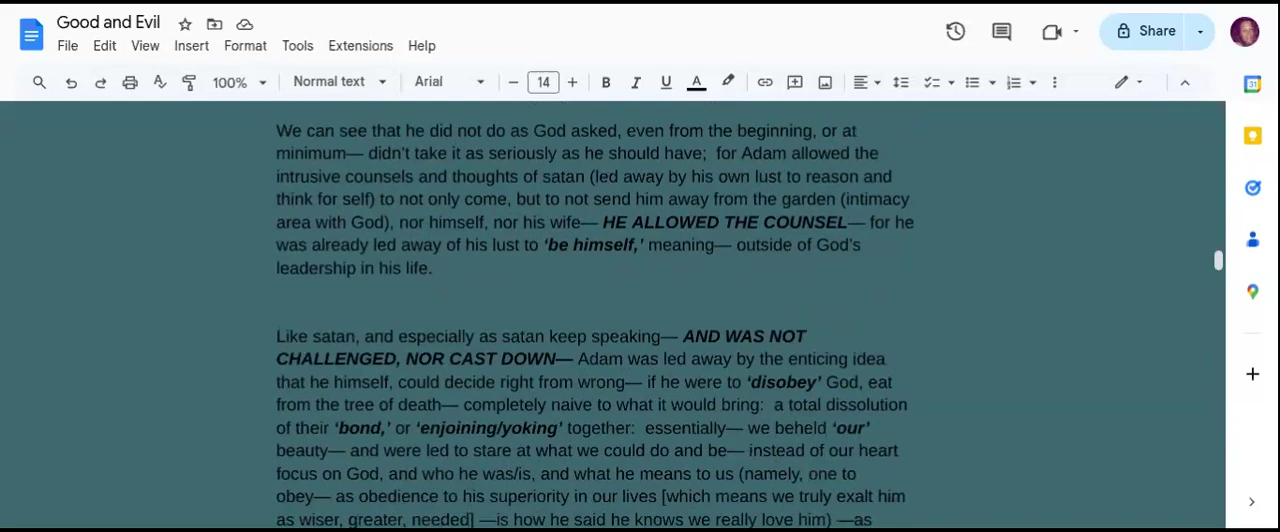 Good and Evil
File Edit View Insert Format Tools Extensions Help
Share
100% Normal text Arial 14 B I U A
31
We can see that he did not do as God asked, even from the beginning, or at
minimum— didn't take it as seriously as he should have;  for Adam allowed the
intrusive counsels and thoughts of satan (led away by his own lust to reason and
think for self) to not only come, but to not send him away from the garden (intimacy
area with God), nor himself, nor his wife— HE ALLOWED THE COUNSEL— for he
was already led away of his lust to ‘be himself,’ meaning— outside of God's
leadership in his life.
Like satan, and especially as satan keep speaking— AND WAS NOT
CHALLENGED, NOR CAST DOWN— Adam was led away by the enticing idea
that he himself, could decide right from wrong— if he were to ‘disobey’ God, eat
from the tree of death— completely naive to what it would bring:  a total dissolution
of their ‘bond,’ or ‘enjoining/yoking’ together:  essentially— we beheld ‘our’
beauty— and were led to stare at what we could do and be— instead of our heart
focus on God, and who he was/is, and what he means to us (namely, one to
obey— as obedience to his superiority in our lives [which means we truly exalt him
as wiser, greater, needed] —is how he said he knows we really love him) —as